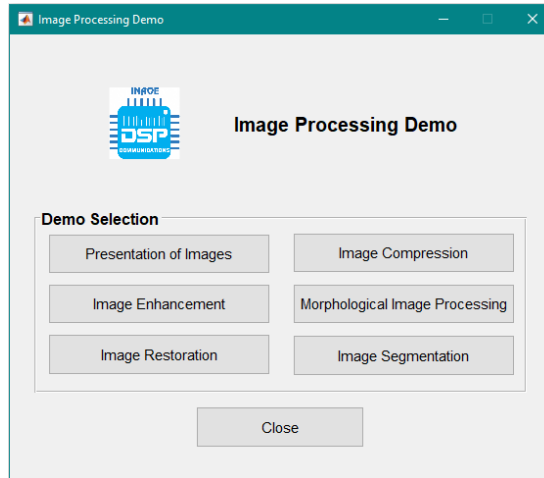 Image Processing Demo
INAOE
DSP
COMMUNICATIONS
Image Processing Demo
Demo Selection
Presentation of Images
Image Compression
Image Enhancement
Morphological Image Processing
Image Restoration
Image Segmentation
Close